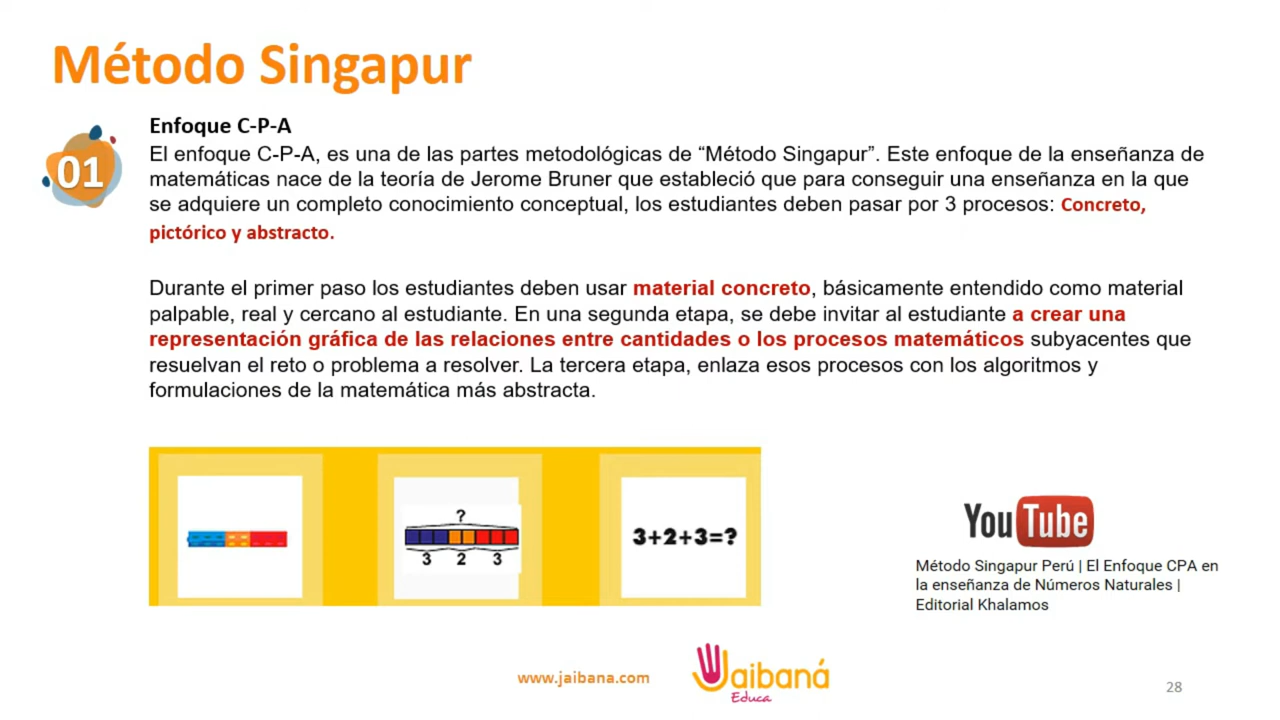 Método Singapur
01
Enfoque C-P-A
El enfoque C-P-A, es una de las partes metodológicas de “Método Singapur”. Este enfoque de la enseñanza de
matemáticas nace de la teoría de Jerome Bruner que estableció que para conseguir una enseñanza en la que
se adquiere un completo conocimiento conceptual, los estudiantes deben pasar por 3 procesos: Concreto,
pictórico y abstracto.
Durante el primer paso los estudiantes deben usar material concreto, básicamente entendido como material
palpable, real y cercano al estudiante. En una segunda etapa, se debe invitar al estudiante a crear una
representación gráfica de las relaciones entre cantidades o los procesos matemáticos subyacentes que
resuelvan el reto o problema a resolver. La tercera etapa, enlaza esos procesos con los algoritmos y
formulaciones de la matemática más abstracta.
?
3 2 3
3+2+3=?
YouTube
Método Singapur Perú | El Enfoque CPA en
la enseñanza de Números Naturales |
Editorial Khalamos
www.jaibana.com
Jaibaná
Educa
28